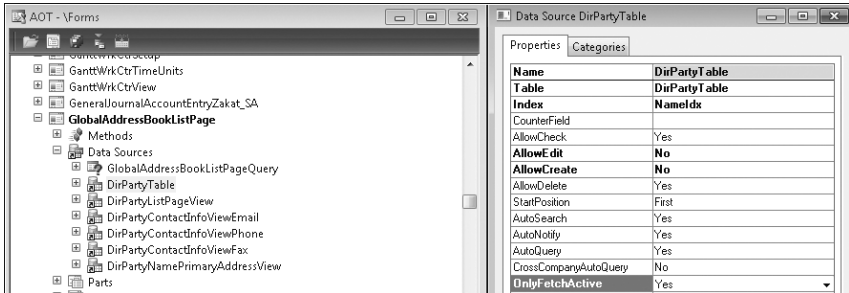 AOT - \Forms
GanttWrkCtrSetup
GanttWrkCtrTimeUnits
GanttWrkCtrView
GeneralJournalAccountEntryZakat_SA
GlobalAddressBookListPage
Methods
Data Sources
GlobalAddressBookListPageQuery
DirPartyTable
DirPartyListPageView
DirPartyContactInfoViewEmail
DirPartyContactInfoViewPhone
DirPartyContactInfoViewFax
DirPartyNamePrimaryAddressView
Parts
Data Source DirPartyTable
Properties Categories
Name DirPartyTable
Table DirPartyTable
Index NameIdx
CounterField
AllowCheck Yes
AllowEdit No
AllowCreate No
AllowDelete Yes
StartPosition First
AutoSearch Yes
AutoNotify Yes
AutoQuery Yes
CrossCompanyAutoQuery No
OnlyFetchActive Yes